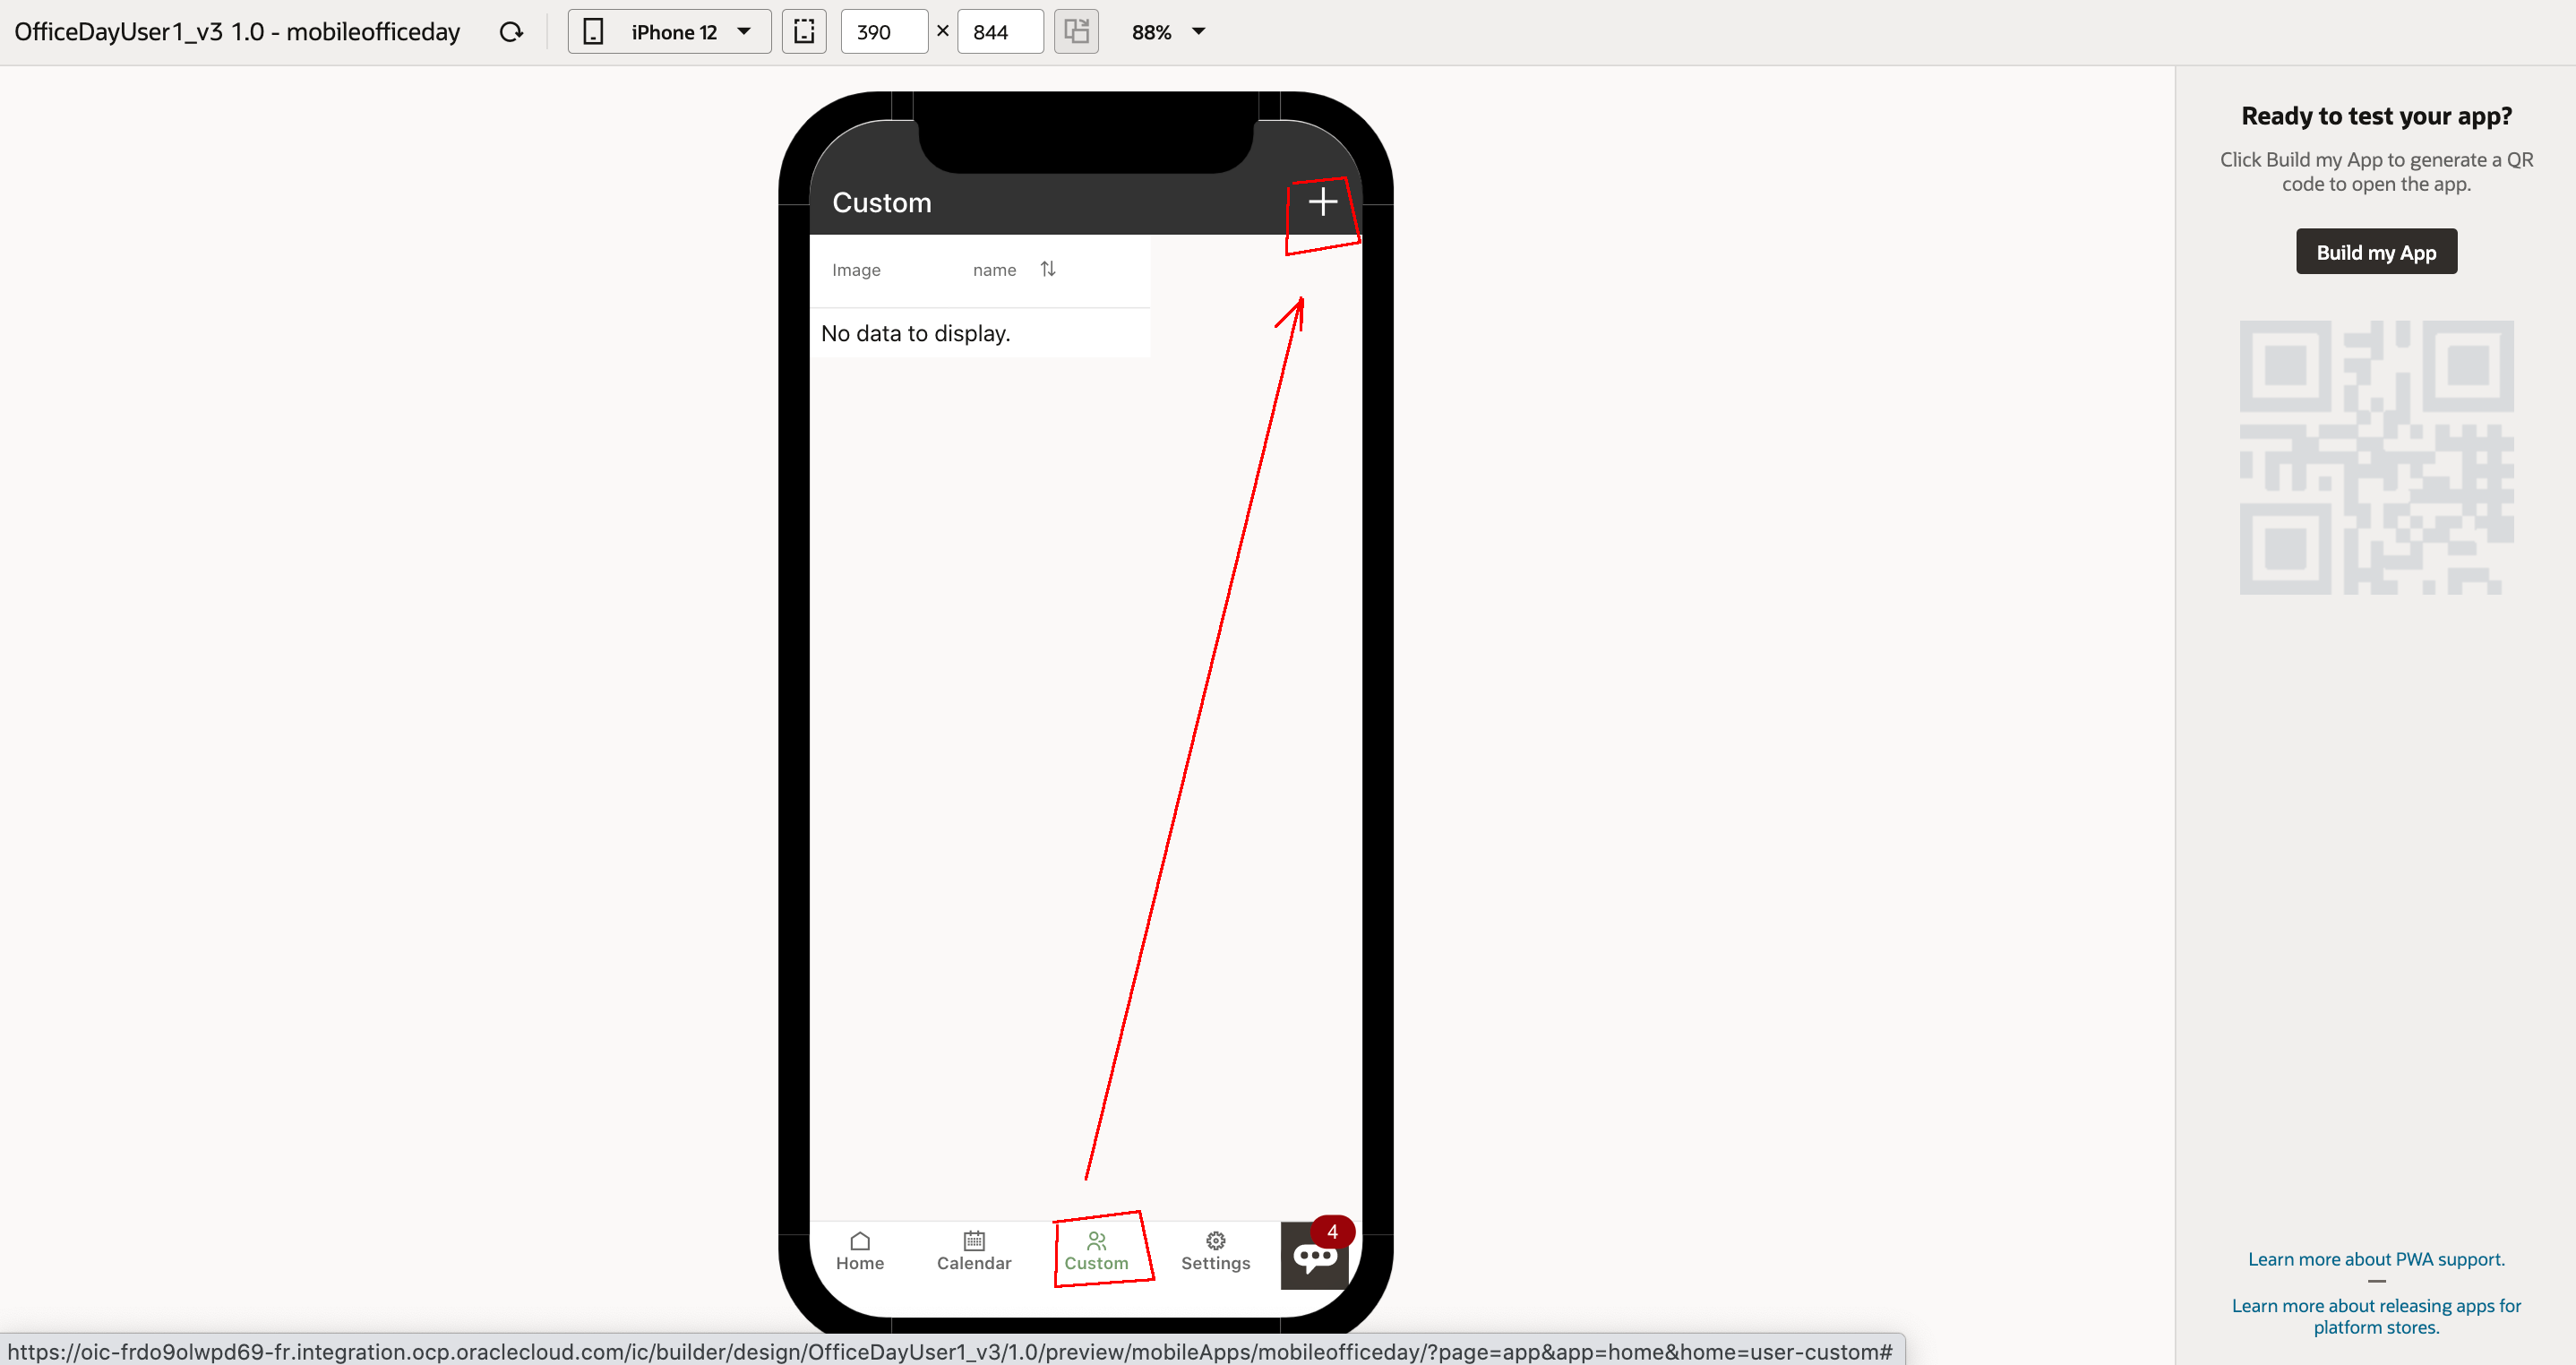 OfficeDayUser1_v3 1.0 - mobileofficeday
iPhone 12
390 × 844
88%
Ready to test your app?
Click Build my App to generate a QR
code to open the app.
Build my App
Custom
Image name
No data to display.
Home
Calendar
Custom
Settings
4
Learn more about PWA support.
Learn more about releasing apps for
platform stores.
https://oic-frdo9olwpd69-fr.integration.ocp.oraclecloud.com/ic/builder/design/OfficeDayUser1_v3/1.0/preview/mobileApps/mobileofficeday/?page=app&app=home&home=user-custom#